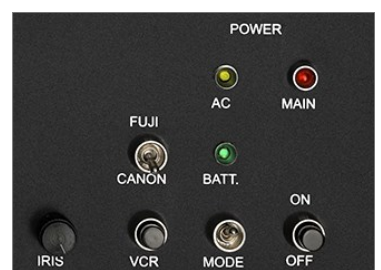 POWER
AC
MAIN
FUJI
CANON
BATT.
ON
IRIS
VCR
MODE
OFF